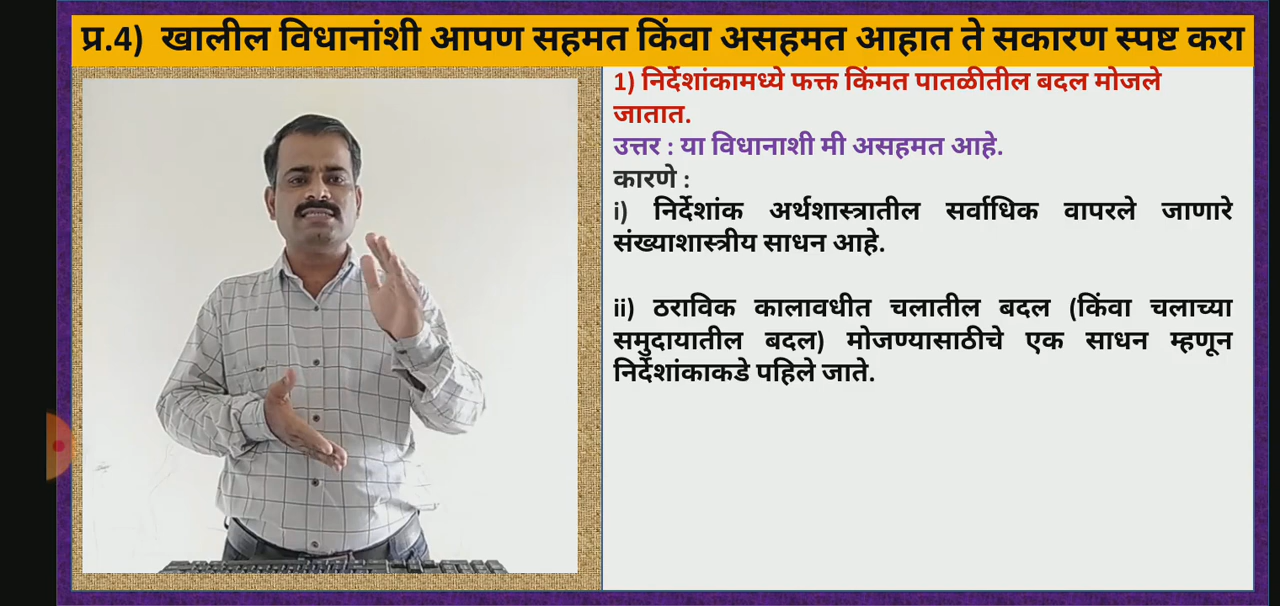 प्र.4) खालील विधानांशी आपण सहमत किंवा असहमत आहात ते सकारण स्पष्ट करा
1) निर्देशांकामध्ये फक्त किंमत पातळीतील बदल मोजले
जातात.
उत्तर : या विधानाशी मी असहमत आहे.
कारणे :
i) निर्देशांक अर्थशास्त्रातील सर्वाधिक वापरले जाणारे
संख्याशास्त्रीय साधन आहे.
ii) ठराविक कालावधीत चलातील बदल (किंवा चलाच्या
समुदायातील बदल) मोजण्यासाठीचे एक साधन म्हणून
निर्देशांकाकडे पहिले जाते.